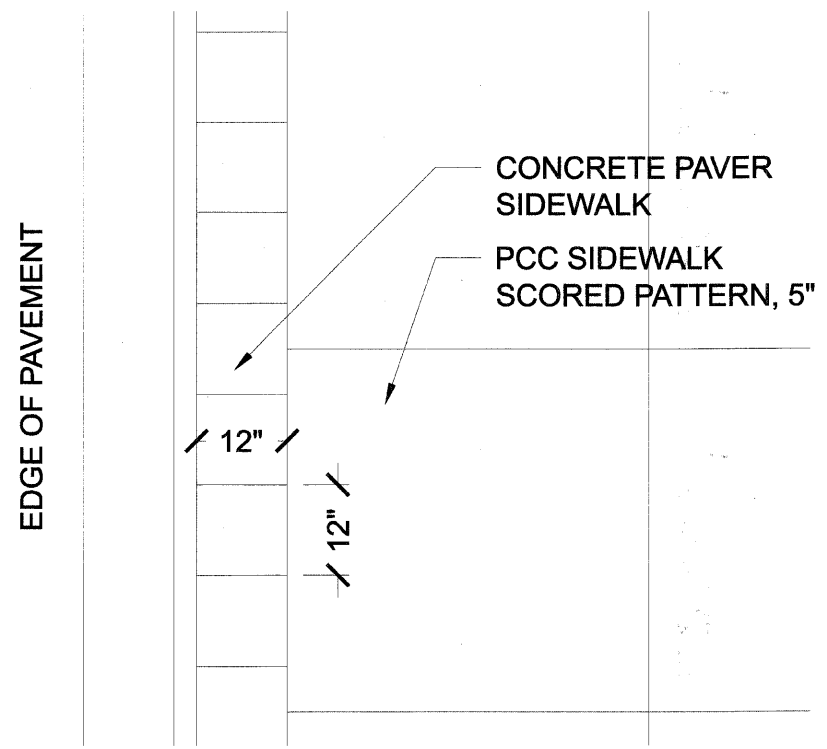 CONCRETE PAVER
SIDEWALK
PCC SIDEWALK
SCORED PATTERN, 5"
EDGE OF PAVEMENT
12"
12"